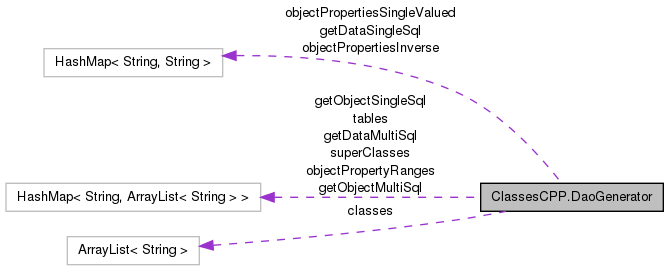 objectPropertiesSingleValued
getDataSingleSql
objectPropertiesInverse
HashMap< String, String >
getObjectSingleSql
tables
getDataMultiSql
superClasses
objectPropertyRanges
getObjectMultiSql
HashMap< String, ArrayList< String > >
ClassesCPP.DaoGenerator
classes
ArrayList< String >